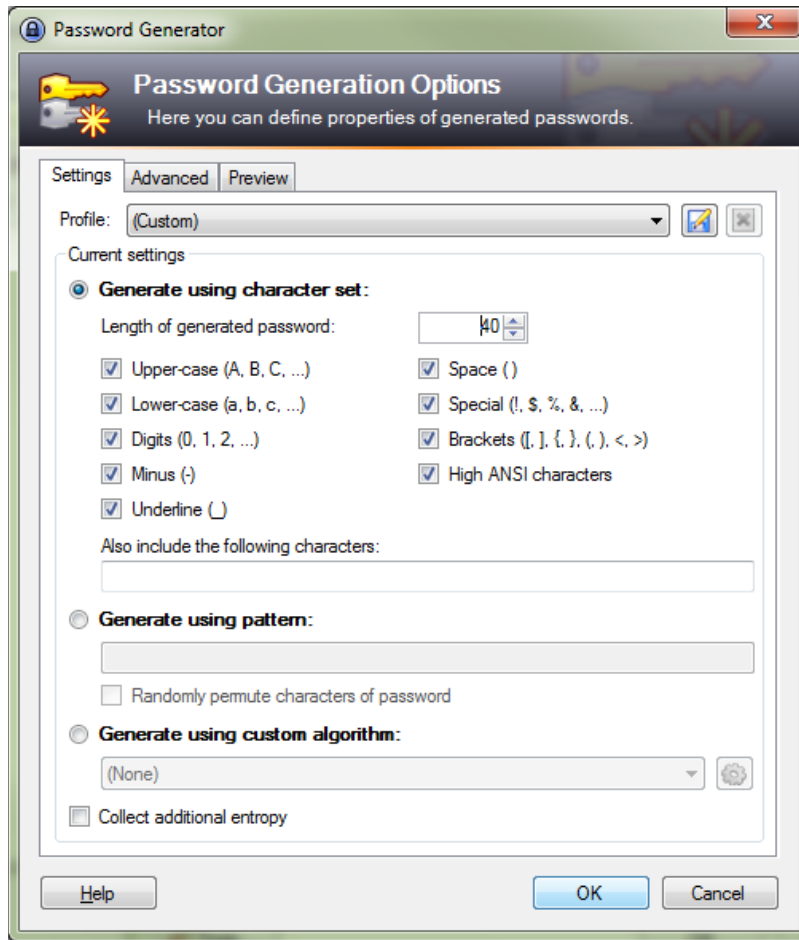 Password Generator
Password Generation Options
Here you can define properties of generated passwords.
Settings Advanced Preview
Profile: (Custom)
Current settings
Generate using character set:
Length of generated password: 40
Upper-case (A, B, C, ...) Space ( )
Lower-case (a, b, c, ...) Special (!, $, %, &, ...)
Digits (0, 1, 2, ...) Brackets ([, ], {, }, (, ), <, >)
Minus (-) High ANSI characters
Underline (_)
Also include the following characters:
Generate using pattern:
Randomly permute characters of password
Generate using custom algorithm:
(None)
Collect additional entropy
Help OK Cancel